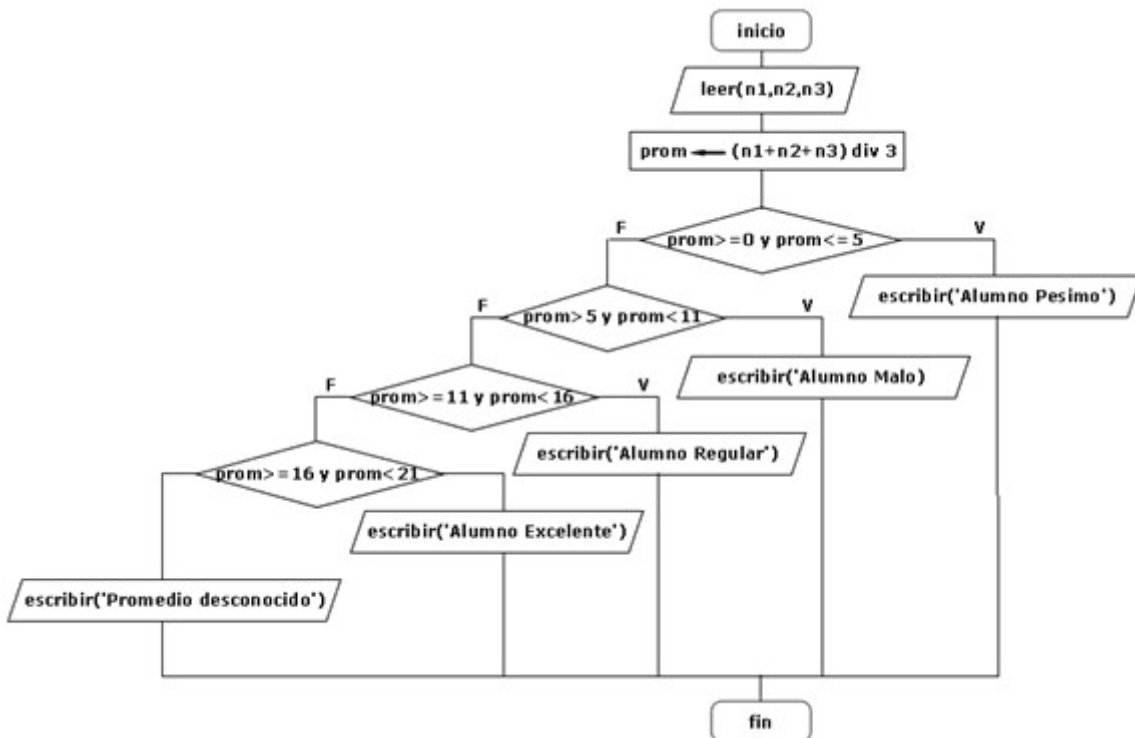 inicio
leer(n1,n2,n3)
prom ← (n1+n2+n3) div 3
F
V
prom>=0 y prom<=5
escribir('Alumno Pesimo')
F
V
prom>5 y prom<11
escribir('Alumno Malo)
F
V
prom>=11 y prom<16
escribir('Alumno Regular')
prom>=16 y prom<21
escribir('Alumno Excelente')
escribir('Promedio desconocido')
fin